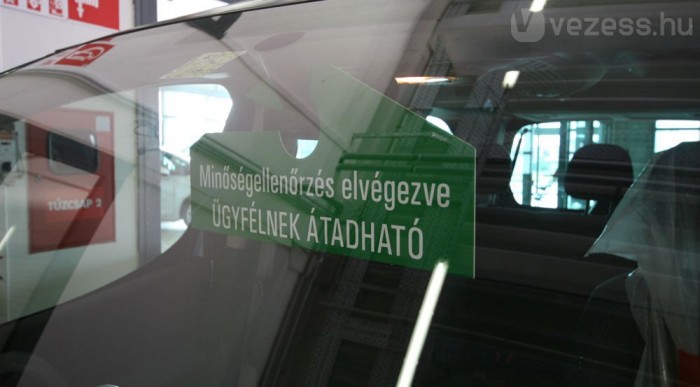 vezess.hu
Minőségellenőrzés elvégezve
ÜGYFÉLNEK ÁTADHATÓ
TŰZCSAP 2